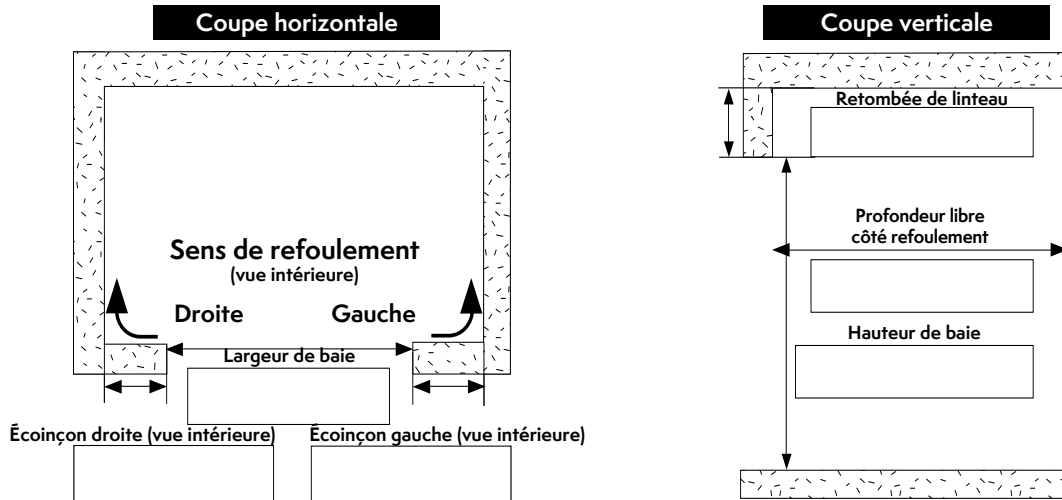 Coupe horizontale
Sens de refoulement
(vue intérieure)
Droite
Gauche
Largeur de baie
Écoinçon droite (vue intérieure)
Écoinçon gauche (vue intérieure)
Coupe verticale
Retombée de linteau
Profondeur libre
côté refoulement
Hauteur de baie